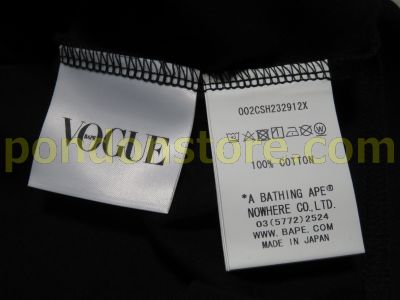 VOGUE
BAPE
002CSH232912X
100% COTTON
*A BATHING APE®
NOWHERE CO.,LTD.
03(5772)2524
WWW.BAPE.COM
MADE IN JAPAN
pondonstore.com